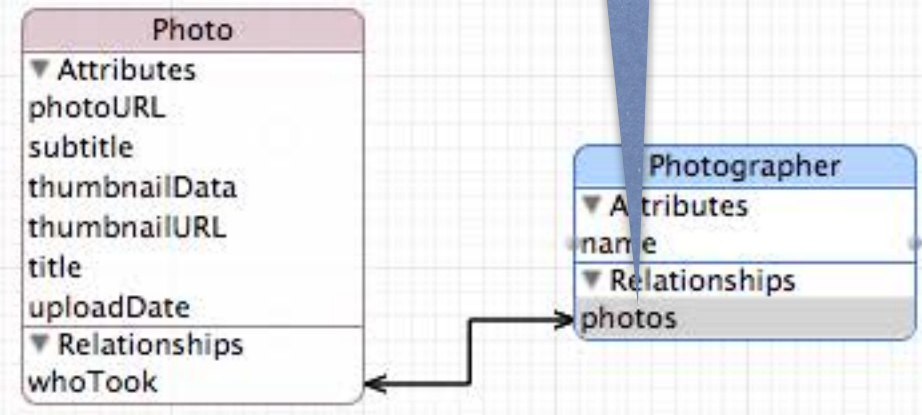 Photo
Attributes
photoURL
subtitle
thumbnailData
thumbnailURL
title
uploadDate
Relationships
whoTook
Photographer
Attributes
name
Relationships
photos